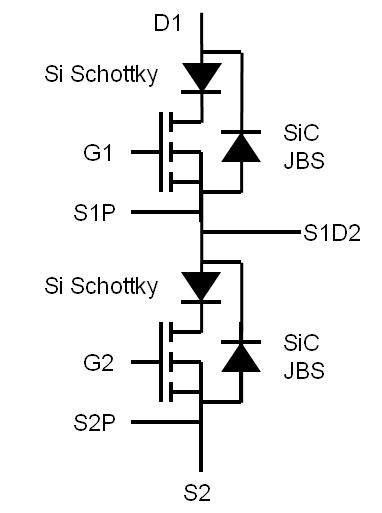 D1
Si Schottky
SiC
JBS
G1
S1P
S1D2
Si Schottky
SiC
JBS
G2
S2P
S2